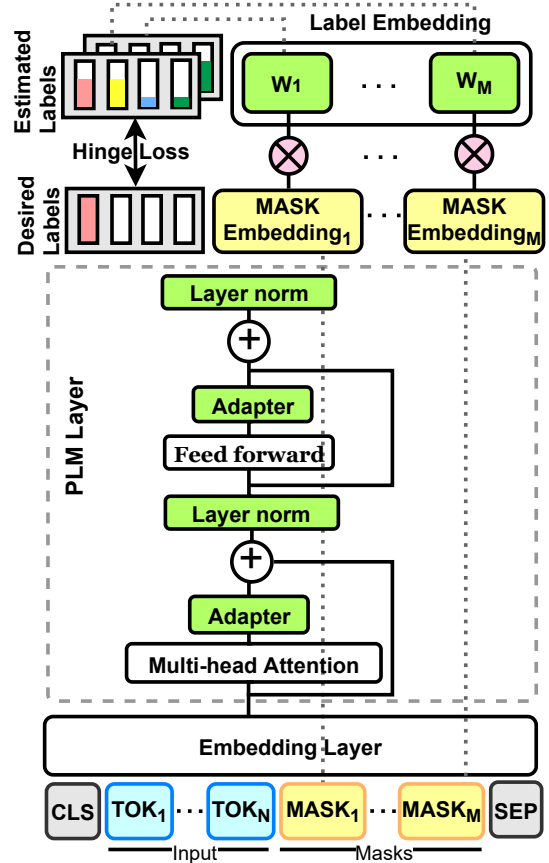 Label Embedding
Estimated Labels
W1 . . . WM
Hinge Loss
. . .
Desired Labels
MASK Embedding1 . . . MASK EmbeddingM
PLM Layer
Layer norm
+
Adapter
Feed forward
Layer norm
+
Adapter
Multi-head Attention
Embedding Layer
CLS TOK1 . . . TOKN MASK1 . . . MASKM SEP
Input Masks